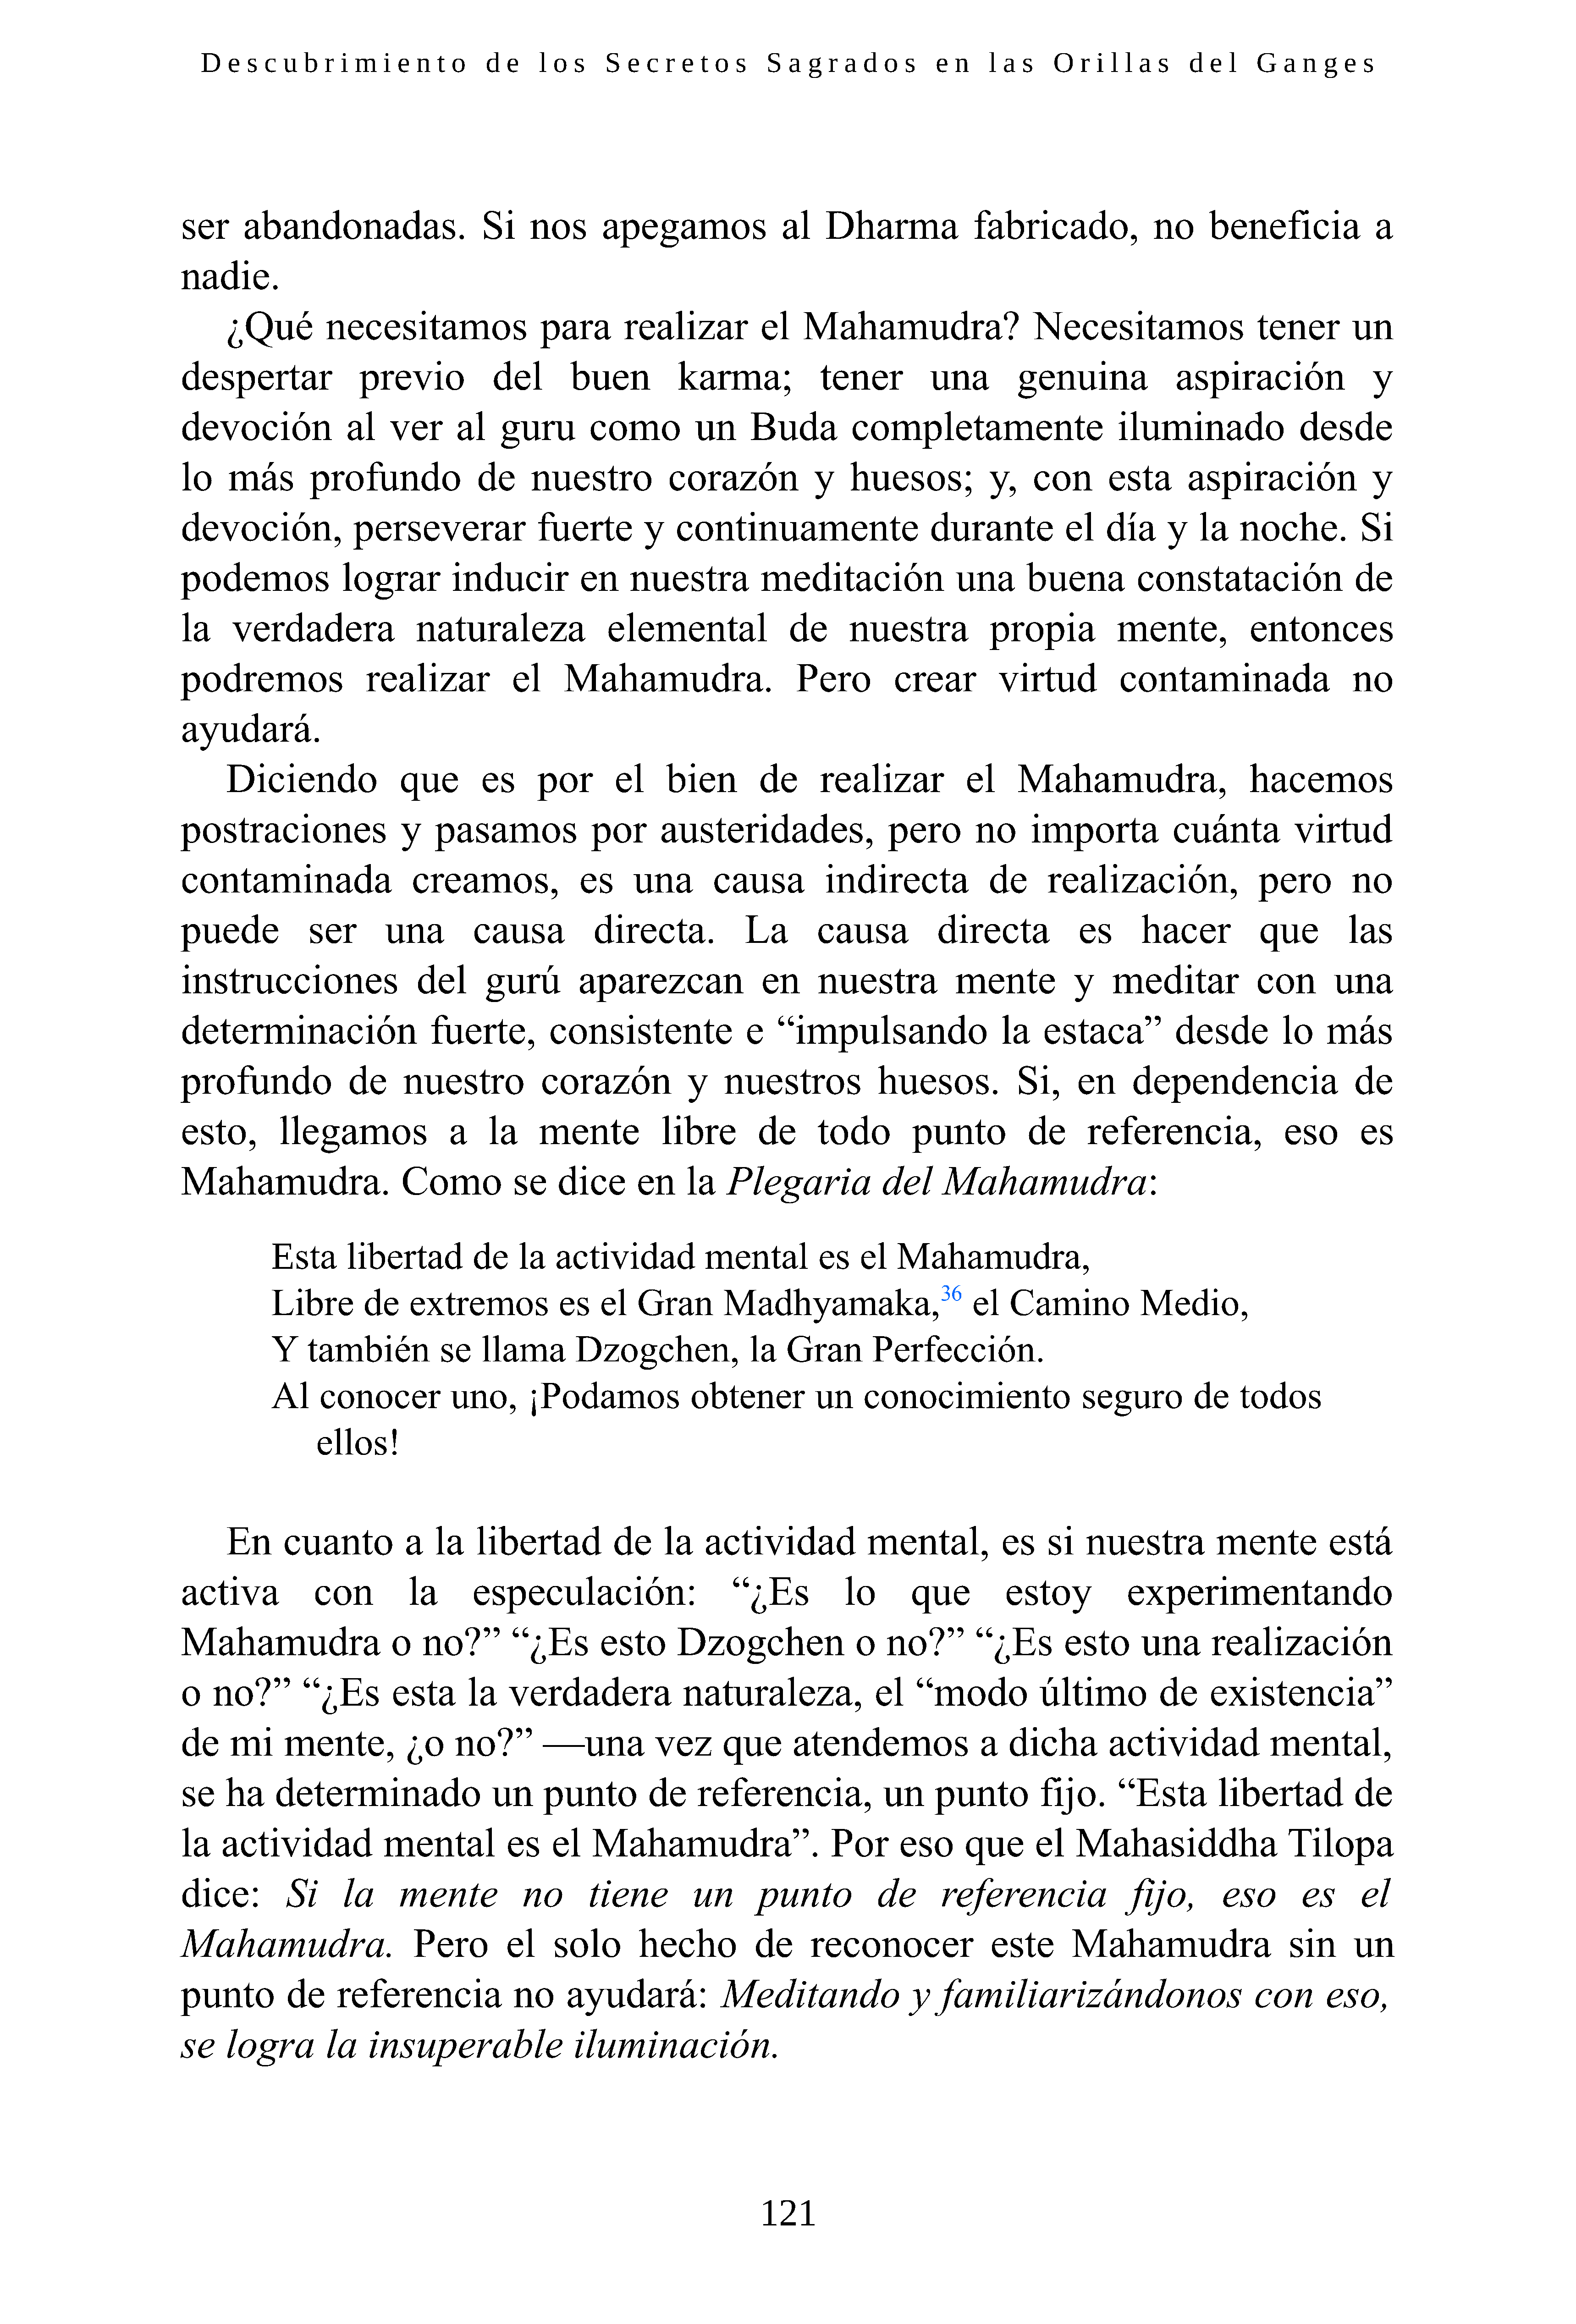 Descubrimiento de los Secretos Sagrados en las Orillas del Ganges
ser abandonadas. Si nos apegamos al Dharma fabricado, no beneficia a
nadie.
¿Qué necesitamos para realizar el Mahamudra? Necesitamos tener un
despertar previo del buen karma; tener una genuina aspiración y
devoción al ver al guru como un Buda completamente iluminado desde
lo más profundo de nuestro corazón y huesos; y, con esta aspiración y
devoción, perseverar fuerte y continuamente durante el día y la noche. Si
podemos lograr inducir en nuestra meditación una buena constatación de
la verdadera naturaleza elemental de nuestra propia mente, entonces
podremos realizar el Mahamudra. Pero crear virtud contaminada no
ayudará.
Diciendo que es por el bien de realizar el Mahamudra, hacemos
postraciones y pasamos por austeridades, pero no importa cuánta virtud
contaminada creamos, es una causa indirecta de realización, pero no
puede ser una causa directa. La causa directa es hacer que las
instrucciones del gurú aparezcan en nuestra mente y meditar con una
determinación fuerte, consistente e “impulsando la estaca” desde lo más
profundo de nuestro corazón y nuestros huesos. Si, en dependencia de
esto, llegamos a la mente libre de todo punto de referencia, eso es
Mahamudra. Como se dice en la Plegaria del Mahamudra:
Esta libertad de la actividad mental es el Mahamudra,
Libre de extremos es el Gran Madhyamaka,36 el Camino Medio,
Y también se llama Dzogchen, la Gran Perfección.
Al conocer uno, ¡Podamos obtener un conocimiento seguro de todos
ellos!
En cuanto a la libertad de la actividad mental, es si nuestra mente está
activa con la especulación: “¿Es lo que estoy experimentando
Mahamudra o no?” “¿Es esto Dzogchen o no?” “¿Es esto una realización
o no?” “¿Es esta la verdadera naturaleza, el “modo último de existencia”
de mi mente, ¿o no?” —una vez que atendemos a dicha actividad mental,
se ha determinado un punto de referencia, un punto fijo. “Esta libertad de
la actividad mental es el Mahamudra”. Por eso que el Mahasiddha Tilopa
dice: Si la mente no tiene un punto de referencia fijo, eso es el
Mahamudra. Pero el solo hecho de reconocer este Mahamudra sin un
punto de referencia no ayudará: Meditando y familiarizándonos con eso,
se logra la insuperable iluminación.
121